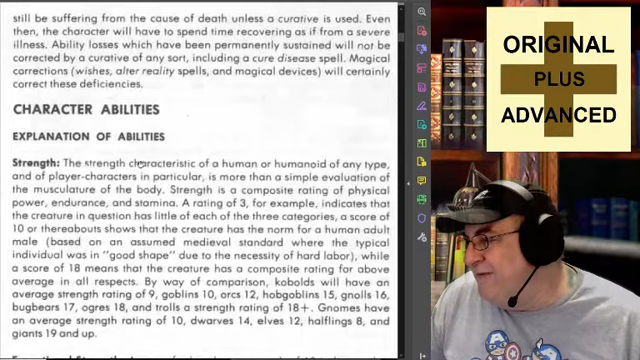 still be suffering from the cause of death unless a curative is used. Even
then, the character will have to spend time recovering as if from a severe
illness. Ability losses which have been permanently sustained will not be
corrected by a curative of any sort, including a cure disease spell. Magical
corrections (wishes, alter reality spells, and magical devices) will certainly
correct these deficiencies.
CHARACTER ABILITIES
EXPLANATION OF ABILITIES
Strength: The strength characteristic of a human or humanoid of any type,
and of player-characters in particular, is more than a simple evaluation of
the musculature of the body. Strength is a composite rating of physical
power, endurance, and stamina. A rating of 3, for example, indicates that
the creature in question has little of each of the three categories, a score of
10 or thereabouts shows that the creature has the norm for a human adult
male (based on an assumed medieval standard where the typical
individual was in "good shape" due to the necessity of hard labor), while
a score of 18 means that the creature has a composite rating for above
average in all respects. By way of comparison, kobolds will have an
average strength rating of 9, goblins 10, orcs 12, hobgoblins 15, gnolls 16,
bugbears 17, ogres 18, and trolls a strength rating of 18+. Gnomes
have an average strength rating of 10, dwarves 14, elves 12, halflings 8, and
giants 19 and up.
ORIGINAL
PLUS
ADVANCED